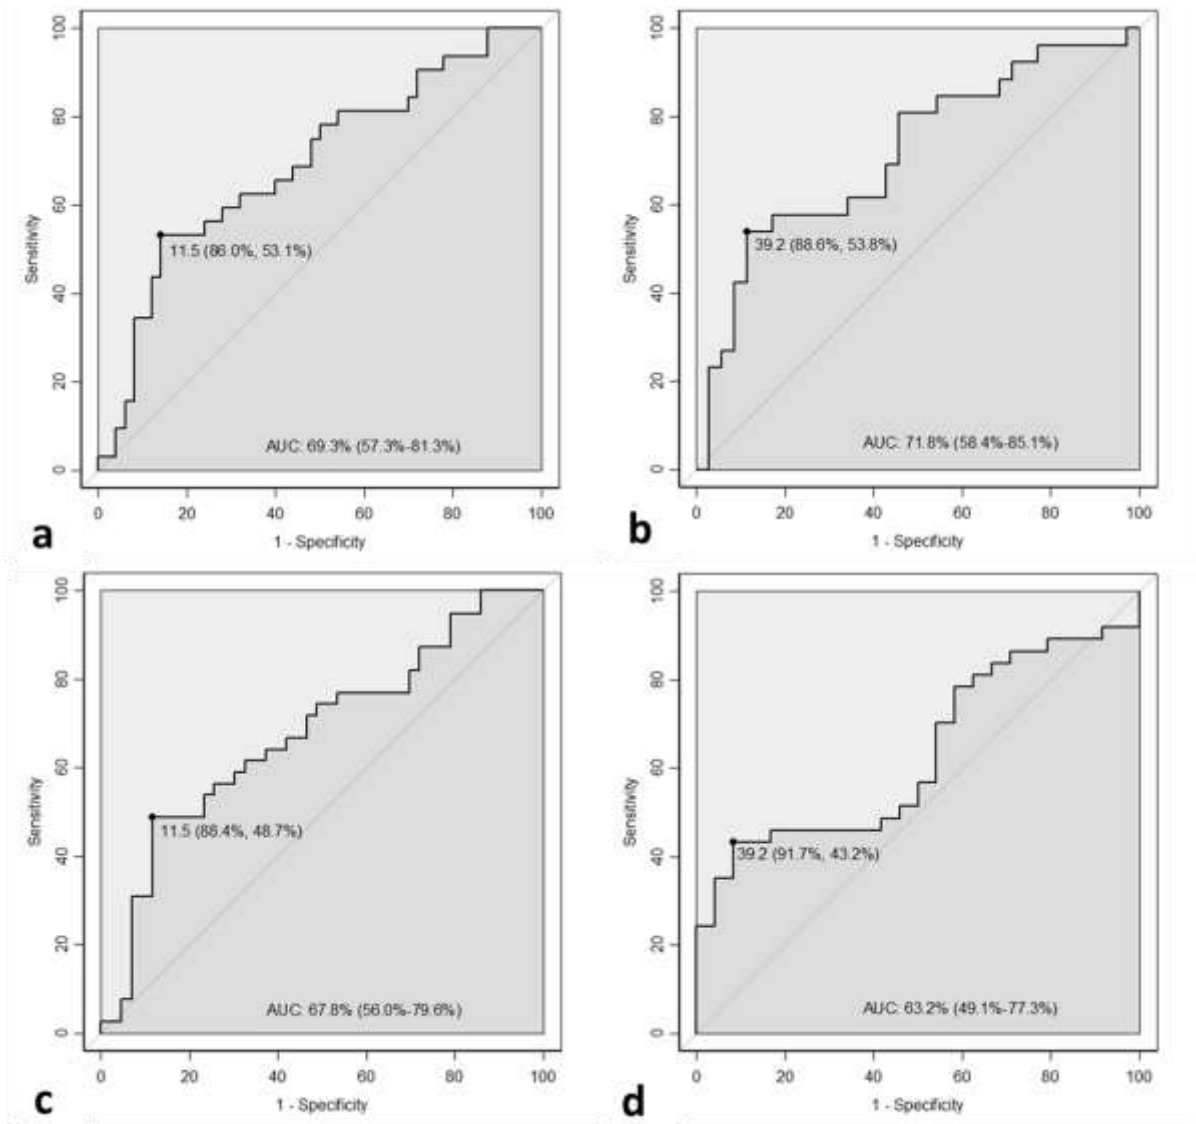 100
80
60
40
20
0
Sensitivity
11.5 (86.0%, 53.1%)
AUC: 69.3% (57.3%-81.3%)
0 20 40 60 80 100
1 - Specificity
a
100
80
60
40
20
0
Sensitivity
39.2 (88.6%, 53.8%)
AUC: 71.8% (58.4%-85.1%)
0 20 40 60 80 100
1 - Specificity
b
100
80
60
40
20
0
Sensitivity
11.5 (88.4%, 48.7%)
AUC: 67.8% (56.0%-79.6%)
0 20 40 60 80 100
1 - Specificity
c
100
80
60
40
20
0
Sensitivity
39.2 (91.7%, 43.2%)
AUC: 63.2% (49.1%-77.3%)
0 20 40 60 80 100
1 - Specificity
d